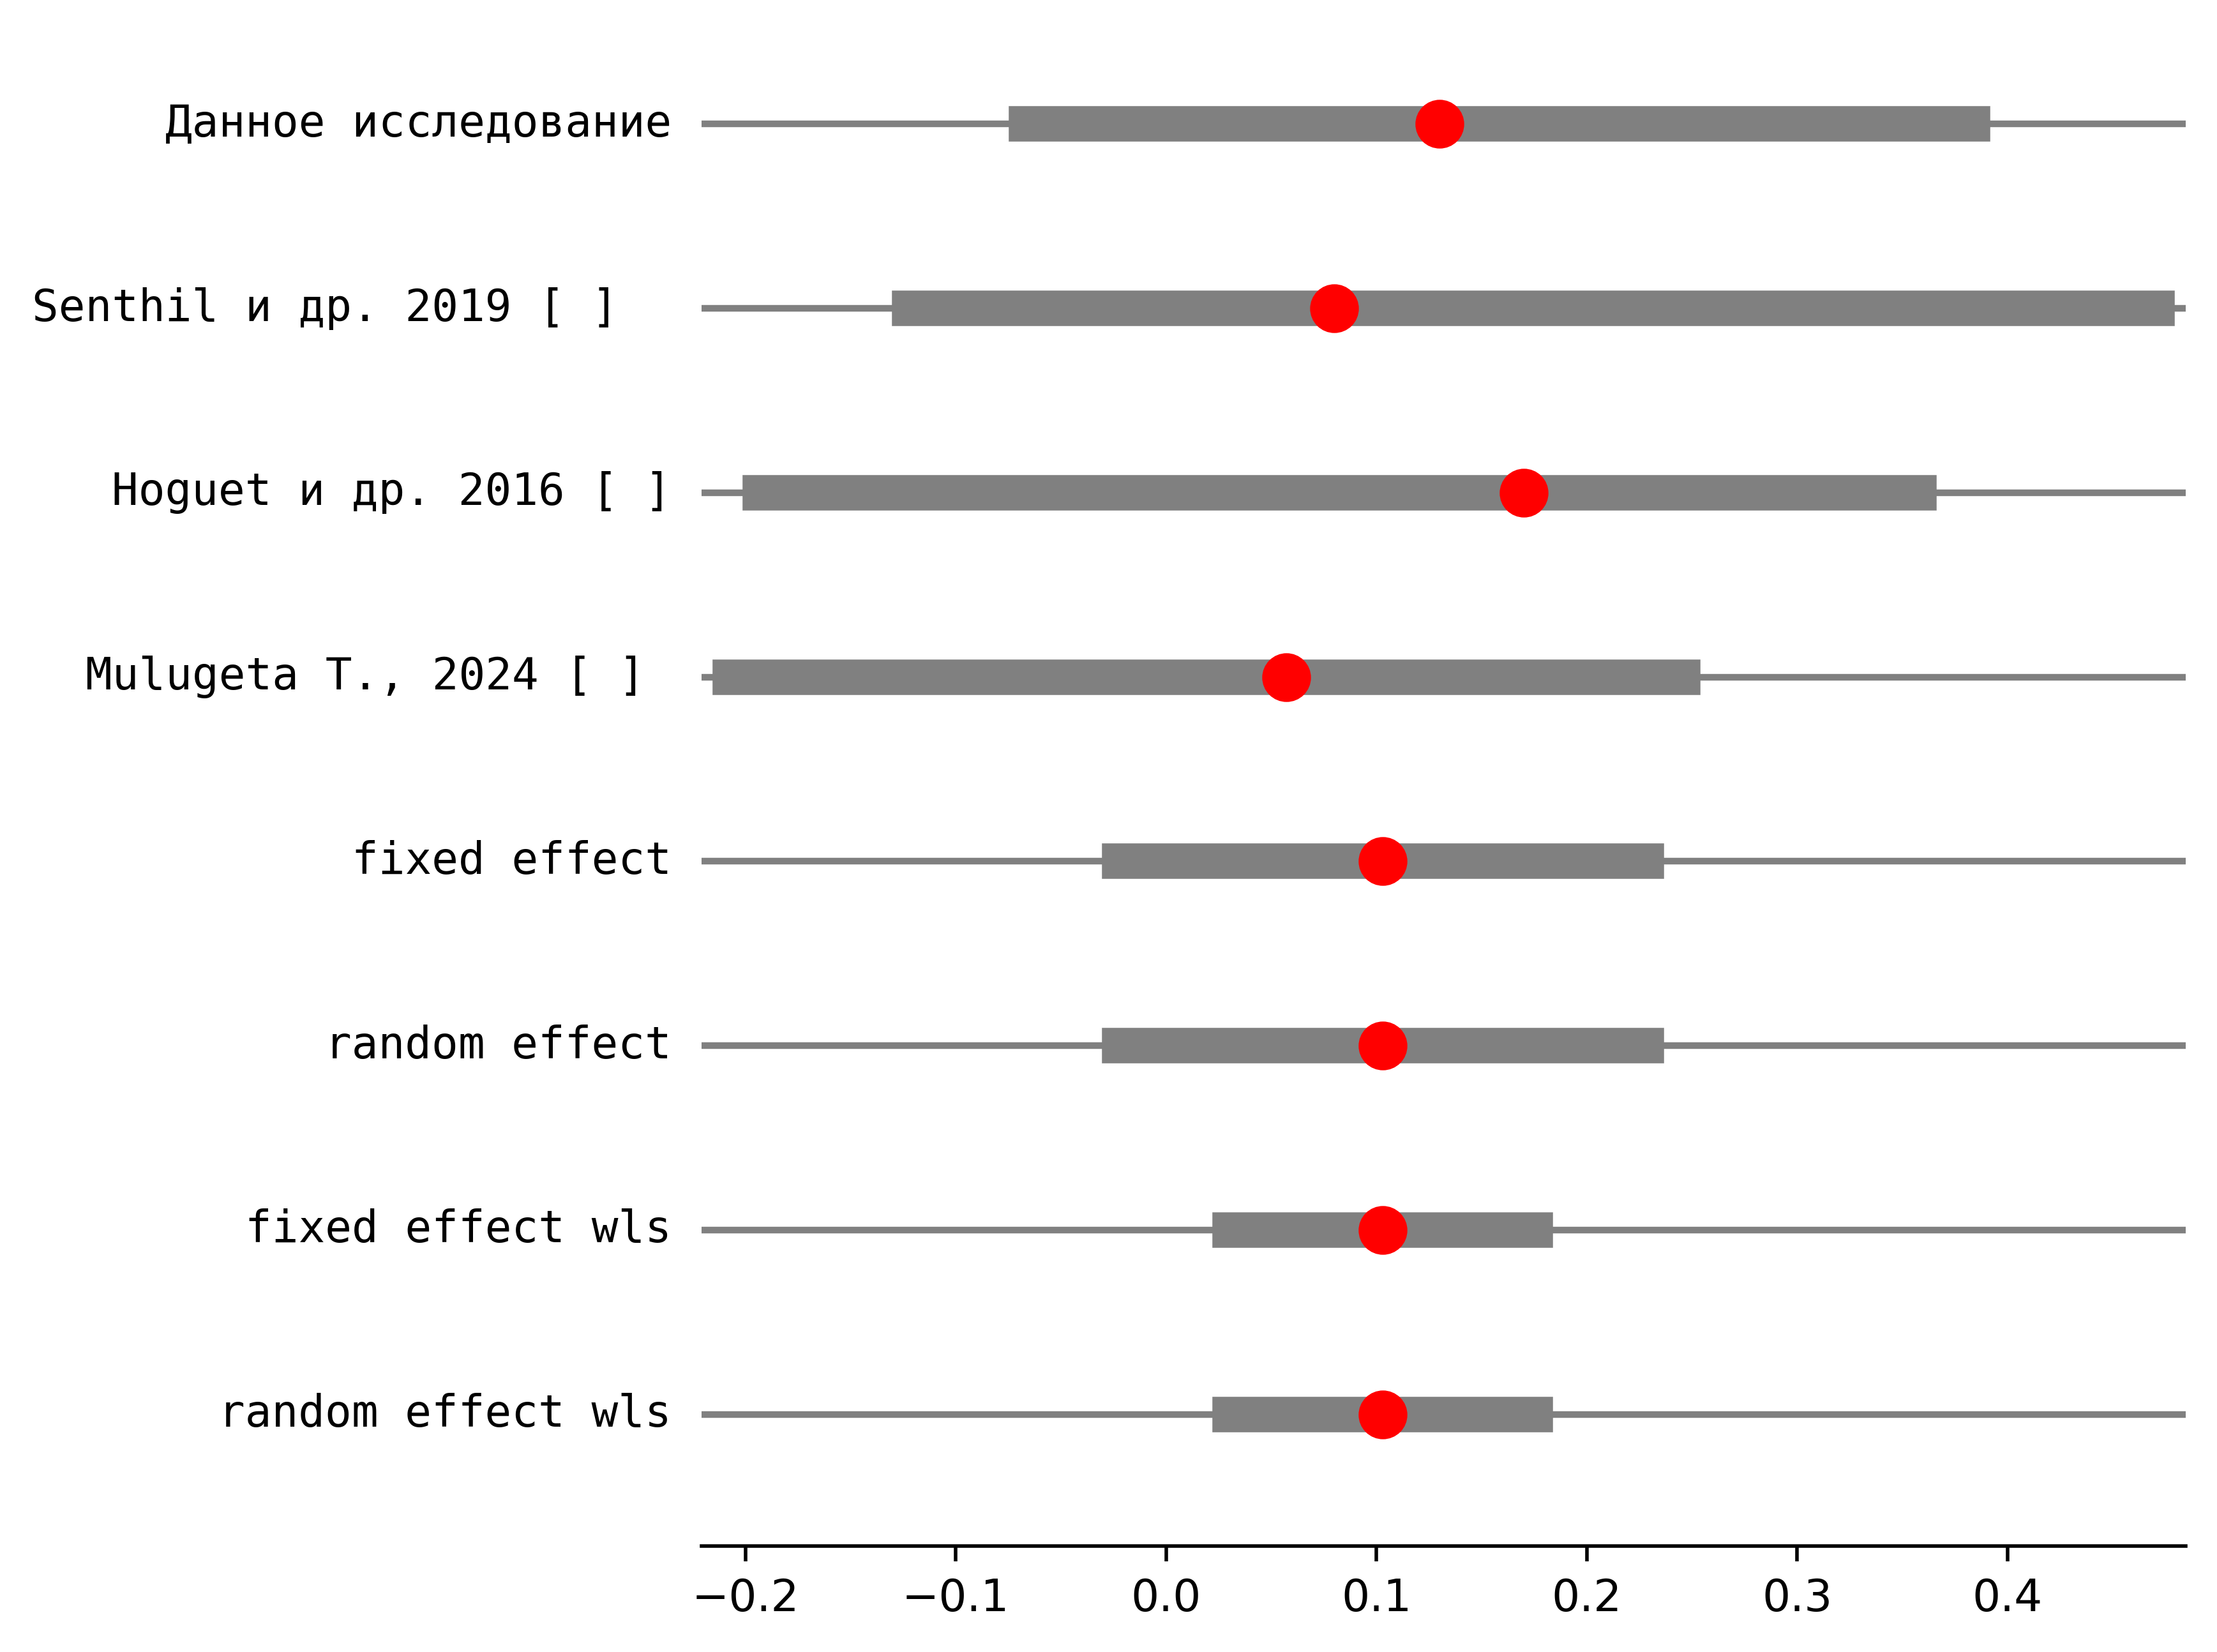 Данное исследование
Senthil и др. 2019 [ ]
Hoguet и др. 2016 [ ]
Mulugeta T., 2024 [ ]
fixed effect
random effect
fixed effect wls
random effect wls
−0.2 −0.1 0.0 0.1 0.2 0.3 0.4